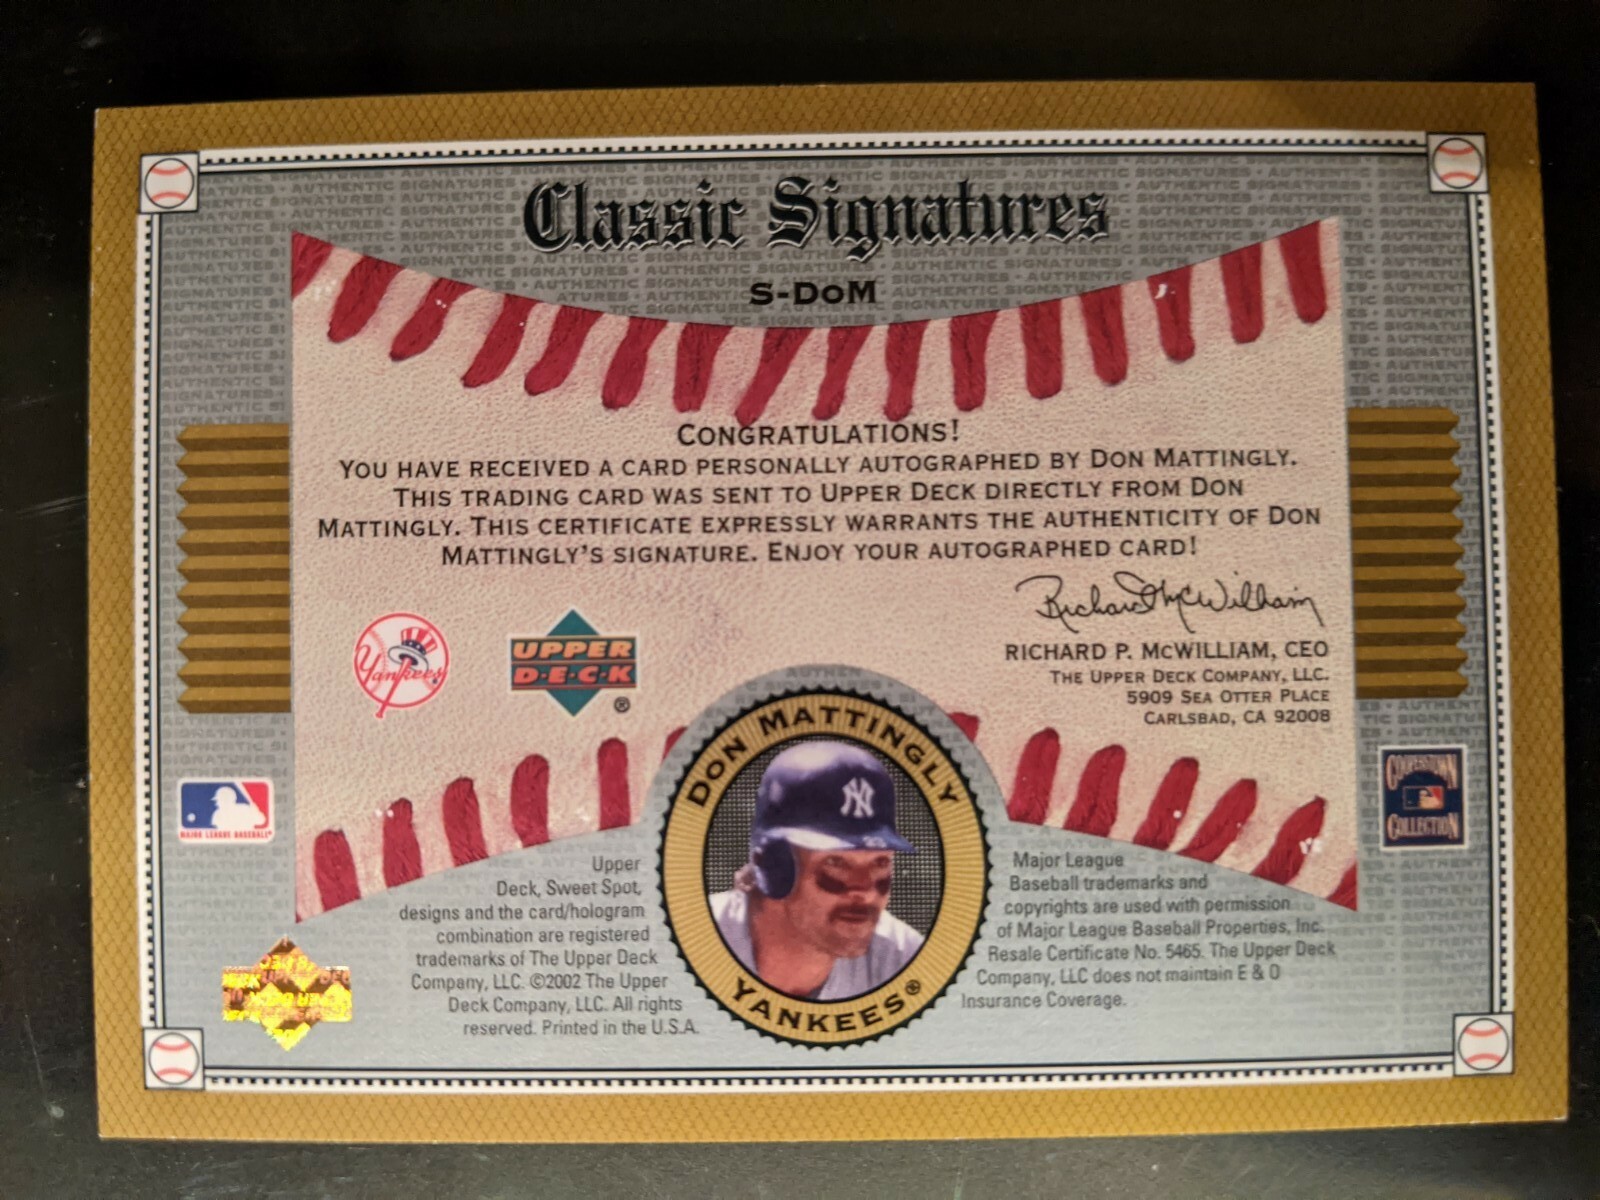 Classic Signatures
S-DoM
CONGRATULATIONS!
YOU HAVE RECEIVED A CARD PERSONALLY AUTOGRAPHED BY DON MATTINGLY.
THIS TRADING CARD WAS SENT TO UPPER DECK DIRECTLY FROM DON
MATTINGLY. THIS CERTIFICATE EXPRESSLY WARRANTS THE AUTHENTICITY OF DON
MATTINGLY'S SIGNATURE. ENJOY YOUR AUTOGRAPHED CARD!
Richard McWilliam
RICHARD P. McWILLIAM, CEO
THE UPPER DECK COMPANY, LLC.
5909 SEA OTTER PLACE
CARLSBAD, CA 92008
Yankees
UPPER
D·E·C·K
®
DON MATTINGLY
NY
YANKEES®
MAJOR LEAGUE BASEBALL®
COOPERSTOWN
COLLECTION
Upper
Deck, Sweet Spot,
designs and the card/hologram
combination are registered
trademarks of The Upper Deck
Company, LLC. ©2002 The Upper
Deck Company, LLC. All rights
reserved. Printed in the U.S.A.
Major League
Baseball trademarks and
copyrights are used with permission
of Major League Baseball Properties, Inc.
Resale Certificate No. 5465. The Upper Deck
Company, LLC does not maintain E & O
Insurance Coverage.